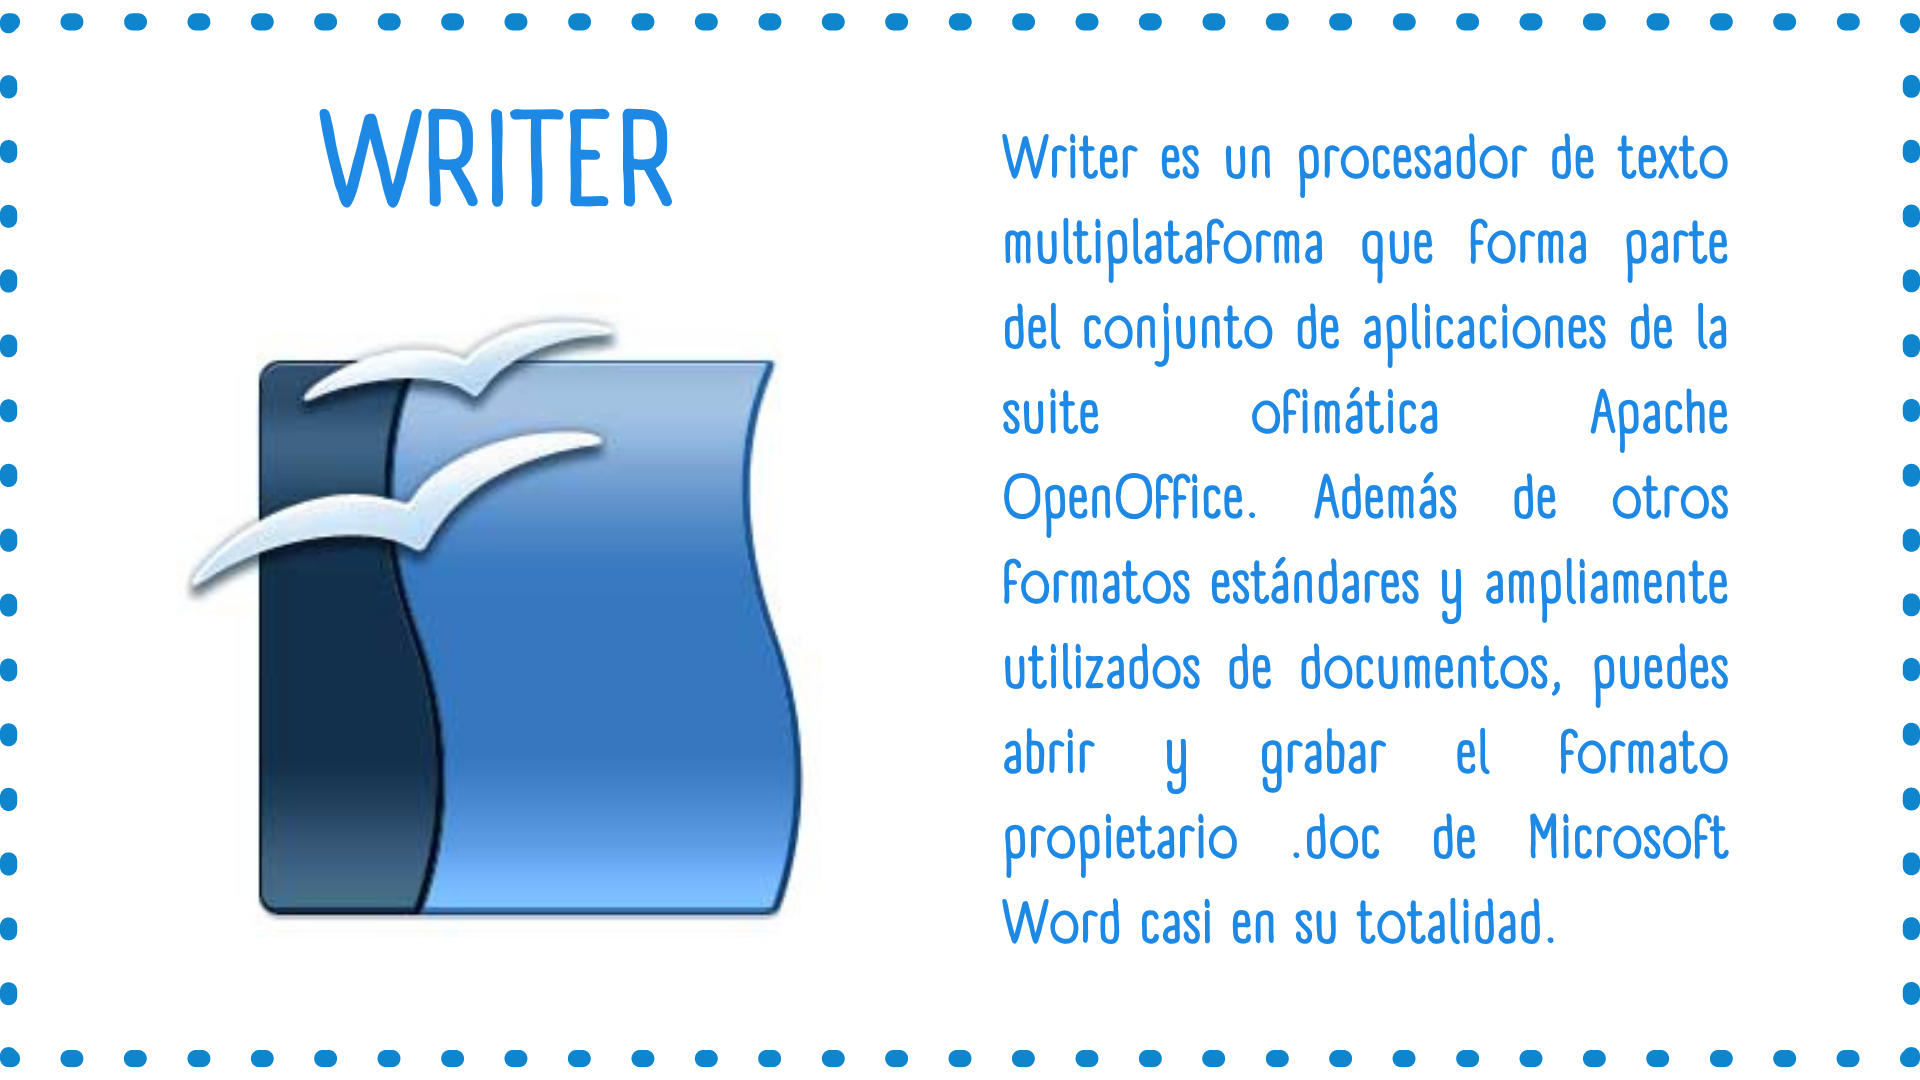 WRITER
Writer es un procesador de texto
multiplataforma que forma parte
del conjunto de aplicaciones de la
suite ofimática Apache
OpenOffice. Además de otros
formatos estándares y ampliamente
utilizados de documentos, puedes
abrir y grabar el formato
propietario .doc de Microsoft
Word casi en su totalidad.